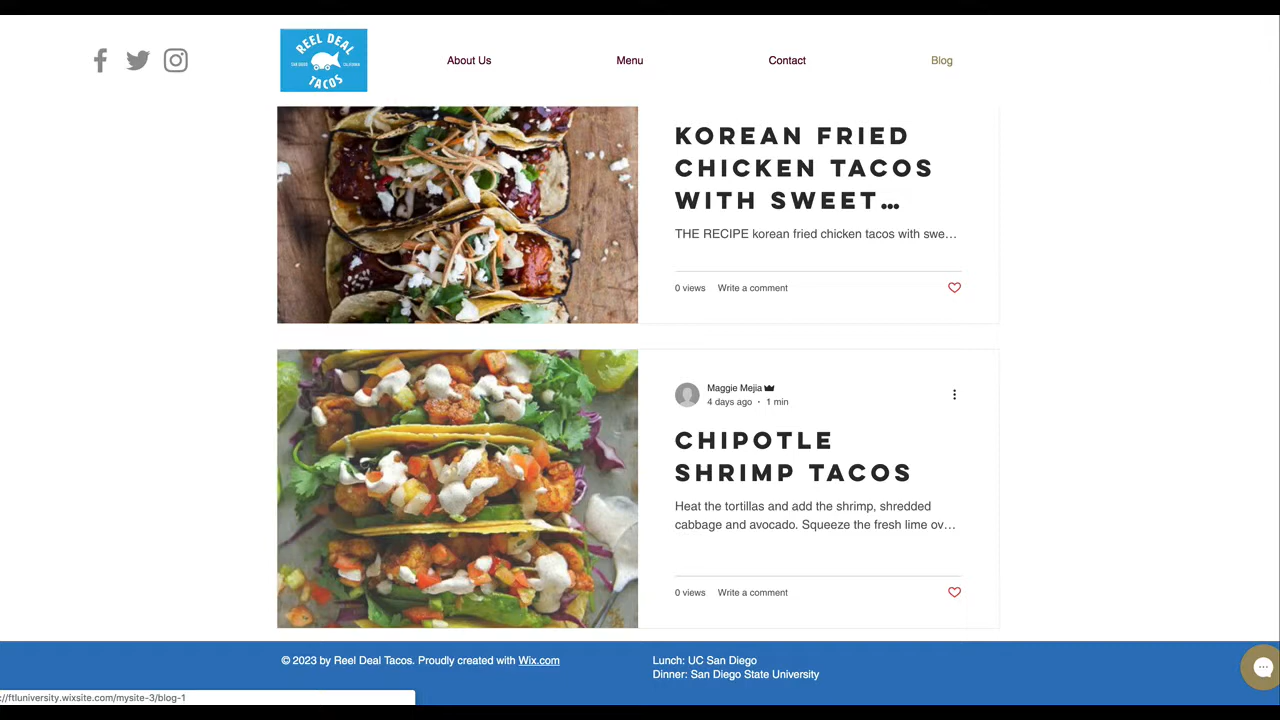 REEL DEAL
SAN DIEGO
CALIFORNIA
TACOS
About Us
Menu
Contact
Blog
KOREAN FRIED
CHICKEN TACOS
WITH SWEET…
THE RECIPE korean fried chicken tacos with swe…
0 views Write a comment
Maggie Mejia
4 days ago · 1 min
CHIPOTLE
SHRIMP TACOS
Heat the tortillas and add the shrimp, shredded
cabbage and avocado. Squeeze the fresh lime ov…
0 views Write a comment
© 2023 by Reel Deal Tacos. Proudly created with Wix.com
Lunch: UC San Diego
Dinner: San Diego State University
://ftluniversity.wixsite.com/mysite-3/blog-1